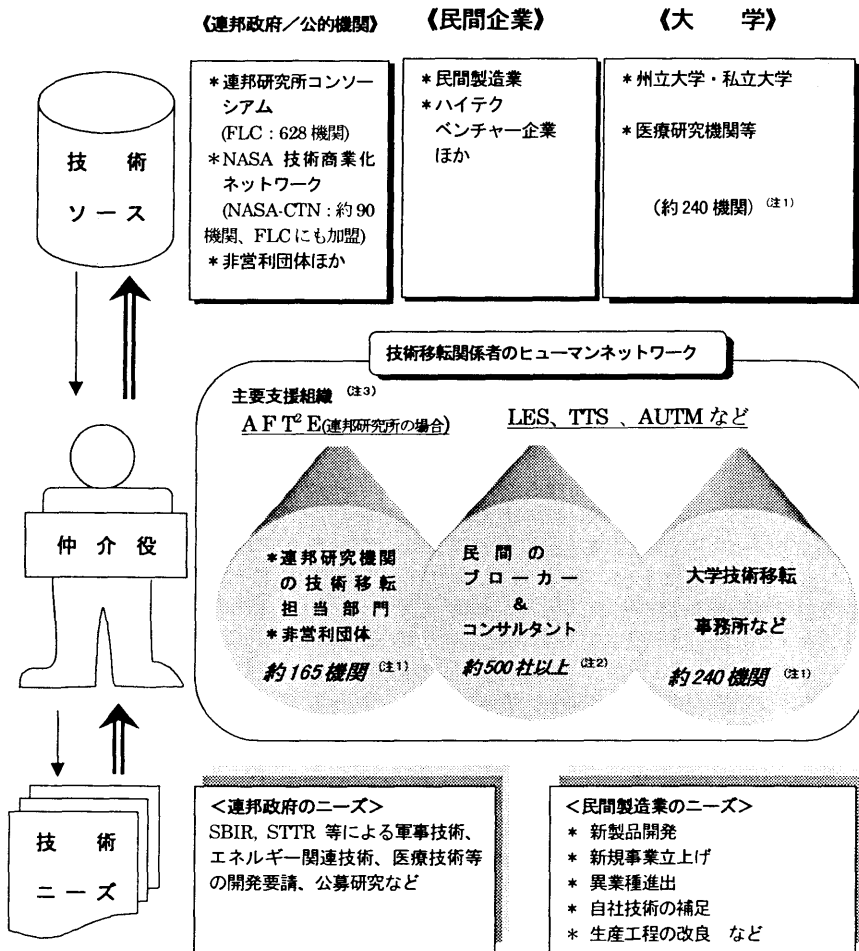 《連邦政府／公的機関》
《民間企業》
《大　学》
技　術
ソース
＊連邦研究所コンソー
シアム
(FLC：628 機関)
＊NASA 技術商業化
ネットワーク
(NASA-CTN：約 90
機関、FLC にも加盟)
＊非営利団体ほか
＊民間製造業
＊ハイテク
ベンチャー企業
ほか
＊州立大学・私立大学
＊医療研究機関等
(約 240 機関) (注1)
技術移転関係者のヒューマンネットワーク
主要支援組織 (注3)
A F T² E(連邦研究所の場合)
LES、TTS 、AUTM など
仲 介 役
＊連邦研究機関
の 技 術 移 転
担 当 部 門
＊非営利団体
約 165 機関 (注1)
民 間 の
ブ ロ ー カ ー
&
コンサルタント
約500 社以上 (注2)
大学技術移転
事務所など
約 240 機関 (注1)
技　術
ニ ー ズ
＜連邦政府のニーズ＞
SBIR, STTR 等による軍事技術、
エネルギー関連技術、医療技術等
の開発要請、公募研究など
＜民間製造業のニーズ＞
＊ 新製品開発
＊ 新規事業立上げ
＊ 異業種進出
＊ 自社技術の補足
＊ 生産工程の改良　など